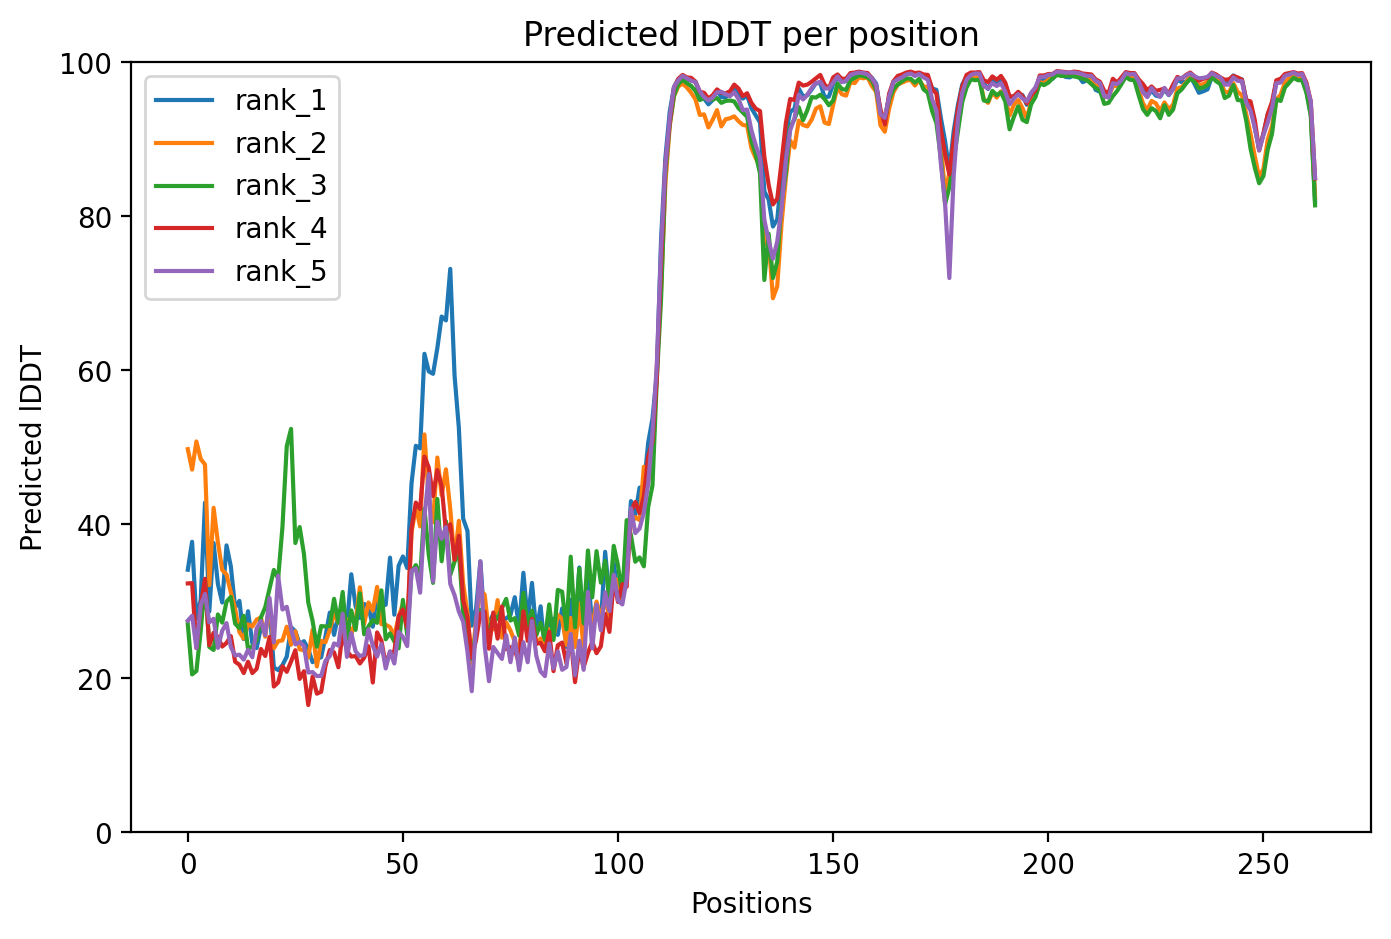 Predicted lDDT per position
100
80
60
40
20
0
Predicted lDDT
rank_1
rank_2
rank_3
rank_4
rank_5
0 50 100 150 200 250
Positions